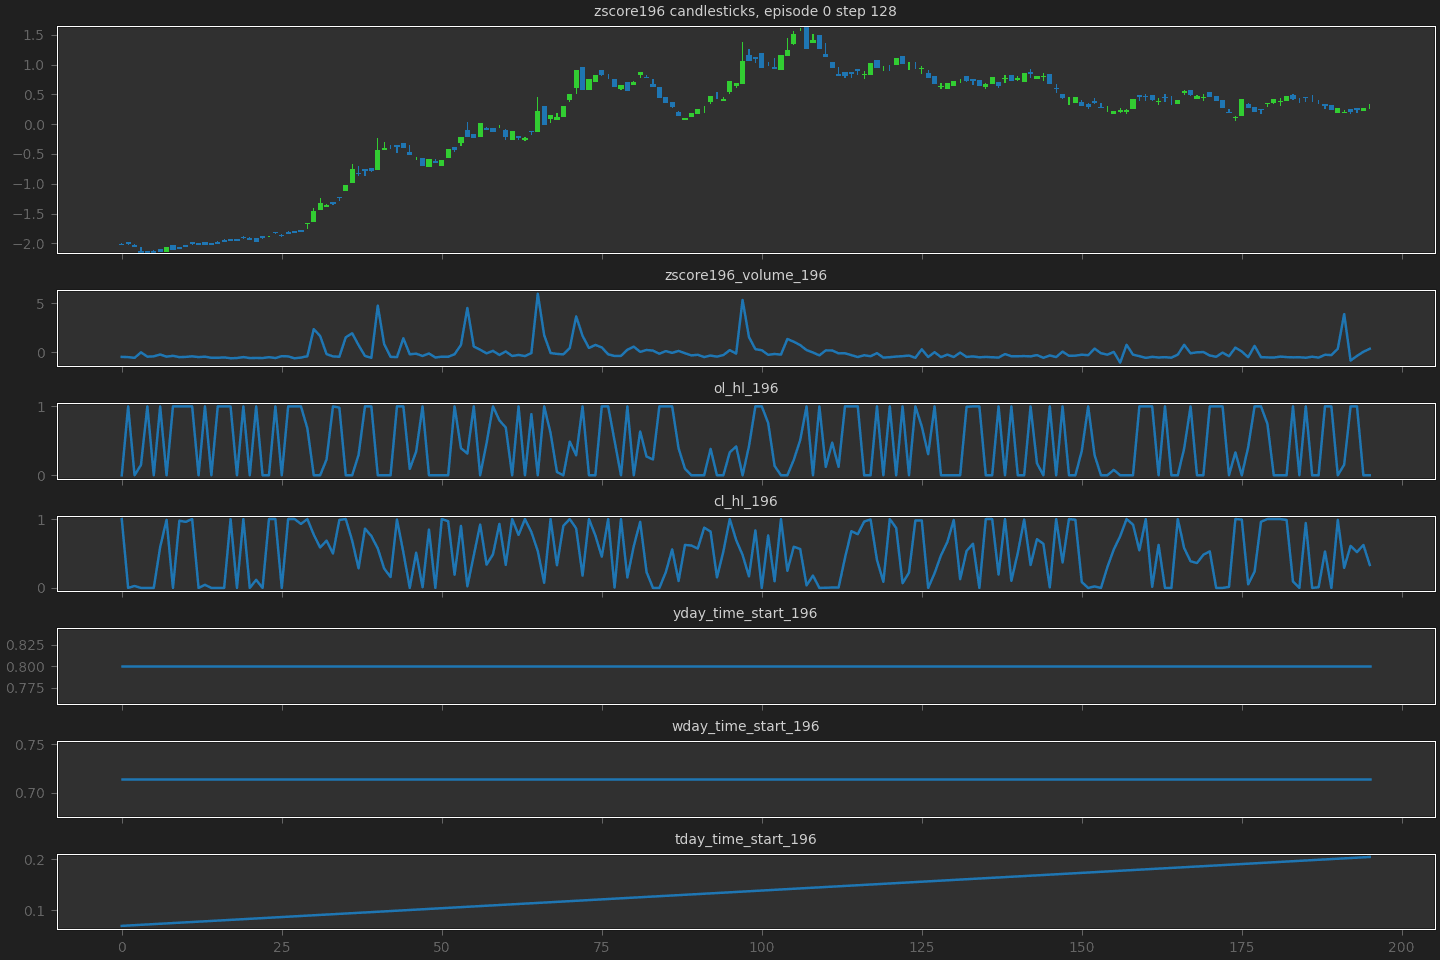 zscore196 candlesticks, episode 0 step 128
1.5
1.0
0.5
0.0
−0.5
−1.0
−1.5
−2.0
zscore196_volume_196
5
0
ol_hl_196
1
0
cl_hl_196
1
0
yday_time_start_196
0.825
0.800
0.775
wday_time_start_196
0.75
0.70
tday_time_start_196
0.2
0.1
0 25 50 75 100 125 150 175 200